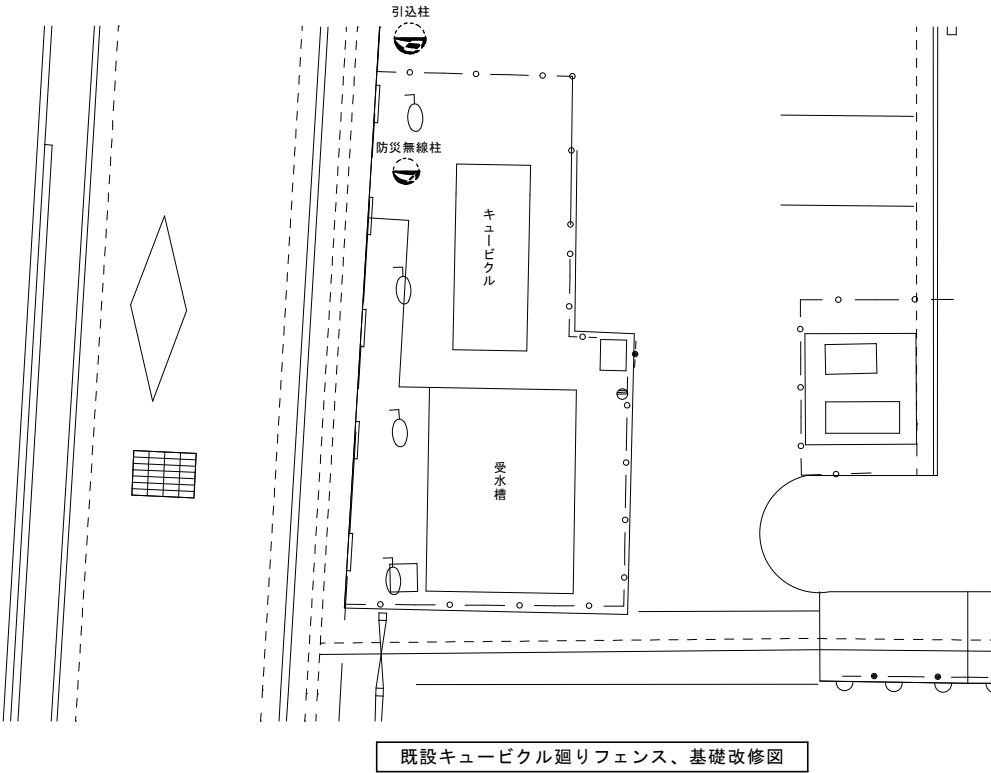 引込柱
防災無線柱
キュービクル
受水槽
既設キュービクル廻りフェンス、基礎改修図